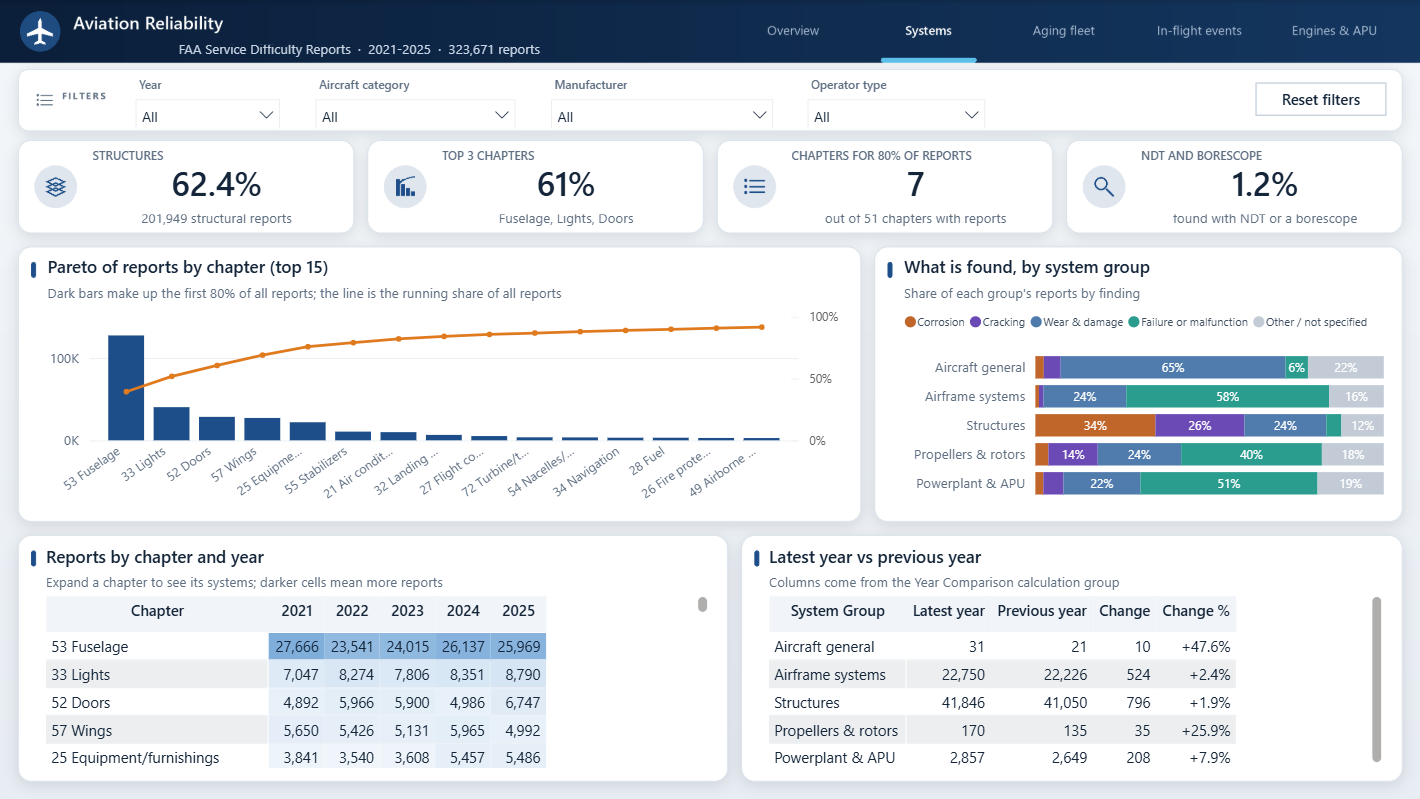 Aviation Reliability
FAA Service Difficulty Reports · 2021-2025 · 323,671 reports
Overview
Systems
Aging fleet
In-flight events
Engines & APU
FILTERS
Year
All
Aircraft category
All
Manufacturer
All
Operator type
All
Reset filters
STRUCTURES
62.4%
201,949 structural reports
TOP 3 CHAPTERS
61%
Fuselage, Lights, Doors
CHAPTERS FOR 80% OF REPORTS
7
out of 51 chapters with reports
NDT AND BORESCOPE
1.2%
found with NDT or a borescope
Pareto of reports by chapter (top 15)
Dark bars make up the first 80% of all reports; the line is the running share of all reports
100K
0K
100%
50%
0%
53 Fuselage
33 Lights
52 Doors
57 Wings
25 Equipme...
55 Stabilizers
21 Air condit...
32 Landing ...
27 Flight co...
72 Turbine/t...
54 Nacelles/...
34 Navigation
28 Fuel
26 Fire prote...
49 Airborne ...
What is found, by system group
Share of each group's reports by finding
Corrosion Cracking Wear & damage Failure or malfunction Other / not specified
Aircraft general 65% 6% 22%
Airframe systems 24% 58% 16%
Structures 34% 26% 24% 12%
Propellers & rotors 14% 24% 40% 18%
Powerplant & APU 22% 51% 19%
Reports by chapter and year
Expand a chapter to see its systems; darker cells mean more reports
Chapter 2021 2022 2023 2024 2025
53 Fuselage 27,666 23,541 24,015 26,137 25,969
33 Lights 7,047 8,274 7,806 8,351 8,790
52 Doors 4,892 5,966 5,900 4,986 6,747
57 Wings 5,650 5,426 5,131 5,965 4,992
25 Equipment/furnishings 3,841 3,540 3,608 5,457 5,486
Latest year vs previous year
Columns come from the Year Comparison calculation group
System Group Latest year Previous year Change Change %
Aircraft general 31 21 10 +47.6%
Airframe systems 22,750 22,226 524 +2.4%
Structures 41,846 41,050 796 +1.9%
Propellers & rotors 170 135 35 +25.9%
Powerplant & APU 2,857 2,649 208 +7.9%